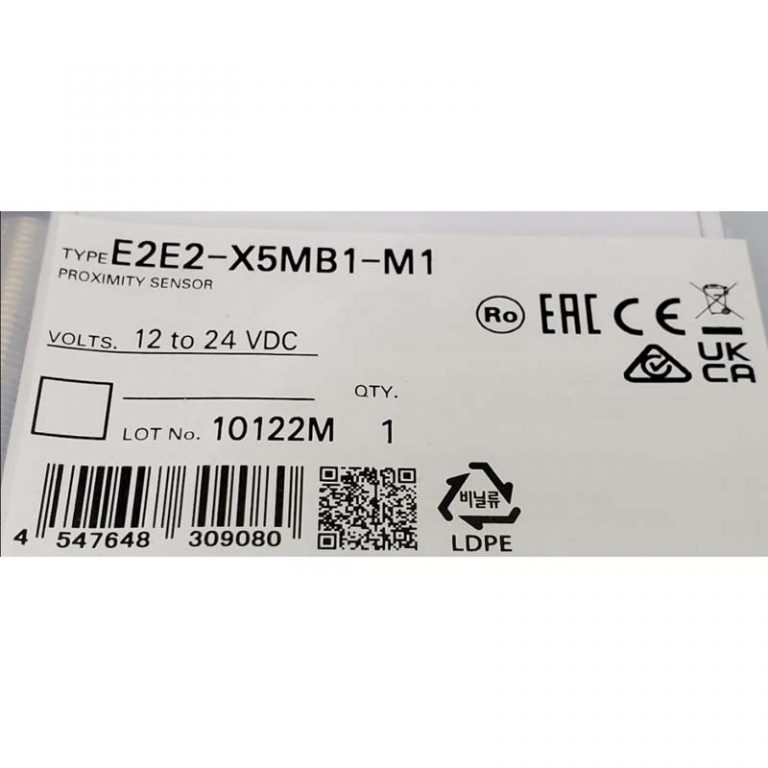 TYPE E2E2-X5MB1-M1
PROXIMITY SENSOR
Ro EAC CE
VOLTS. 12 to 24 VDC
UK
CA
QTY.
LOT No. 10122M 1
비닐류
4 547648 309080
LDPE